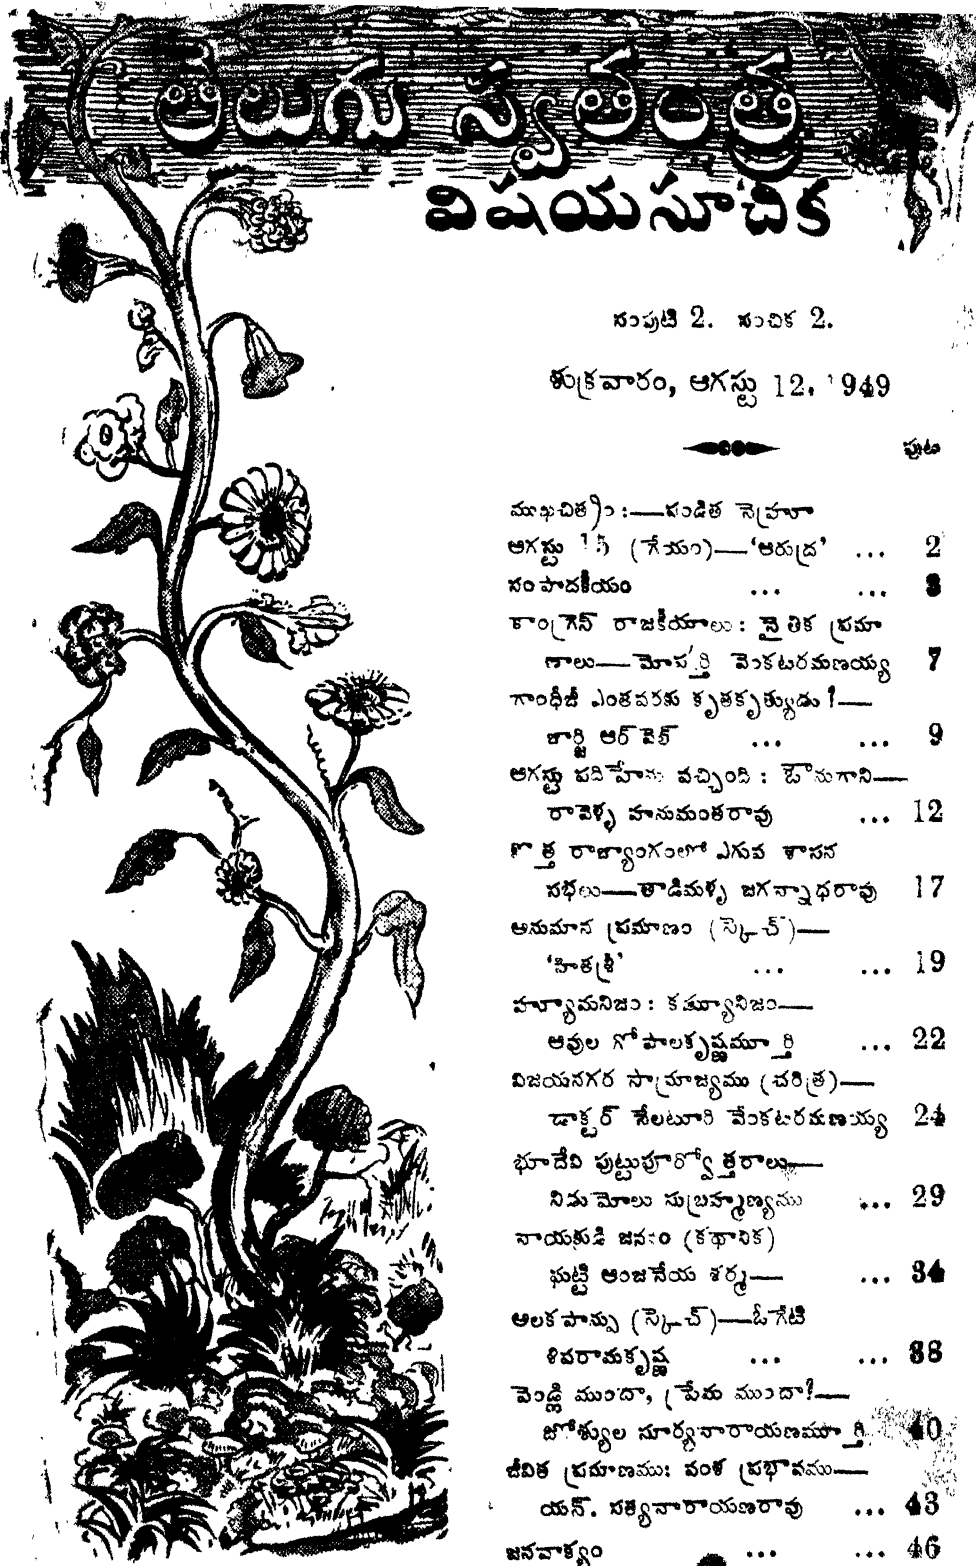 తెలుగు స్వతంత్ర
విషయసూచిక
సంపుటి 2. సంచిక 2.
శుక్రవారం, ఆగస్టు 12, 1949
పుట
ముఖచిత్రం :—పండిత నెహ్రూ
ఆగస్టు 15 (గేయం)—‘ఆరుద్ర’ ... 2
సంపాదకీయం ... ... 3
కాంగ్రెస్ రాజకీయాలు : నైతిక ప్రమా
ణాలు—మోపర్తి వెంకటరమణయ్య 7
గాంధీజీ ఎంతవరకు కృతకృత్యుడు !—
జార్జి ఆర్ వెల్ ... ... 9
ఆగస్టు పదిహేను వచ్చింది : ఔనుగాని—
రావెళ్ళ హనుమంతరావు ... 12
కొత్త రాజ్యాంగంలో ఎగువ శాసన
సభలు—తాడిమళ్ళ జగన్నాధరావు 17
అనుమాన ప్రమాణం (స్కెచ్)—
‘హితశ్రీ’ ... ... 19
హ్యూమనిజం : కమ్యూనిజం—
ఆవుల గోపాలకృష్ణమూర్తి ... 22
విజయనగర సామ్రాజ్యము (చరిత్ర)—
డాక్టర్ నేలటూరి వేంకటరమణయ్య 24
భూదేవి పుట్టుపూర్వోత్తరాలు—
నిడుమోలు సుబ్రహ్మణ్యము ... 29
నాయకుడి జననం (కథానిక)
ఘట్టి ఆంజనేయ శర్మ— ... 34
అలకపాన్పు (స్కెచ్)—ఓగేటి
శివరామకృష్ణ ... ... 38
పెండ్లి ముందా, ప్రేమ ముందా?—
జోశ్యుల సూర్యనారాయణమూర్తి 40
జీవిత ప్రమాణము: వంశ ప్రభావము—
యన్. సత్యనారాయణరావు ... 43
జనవాక్యం ... ... 46